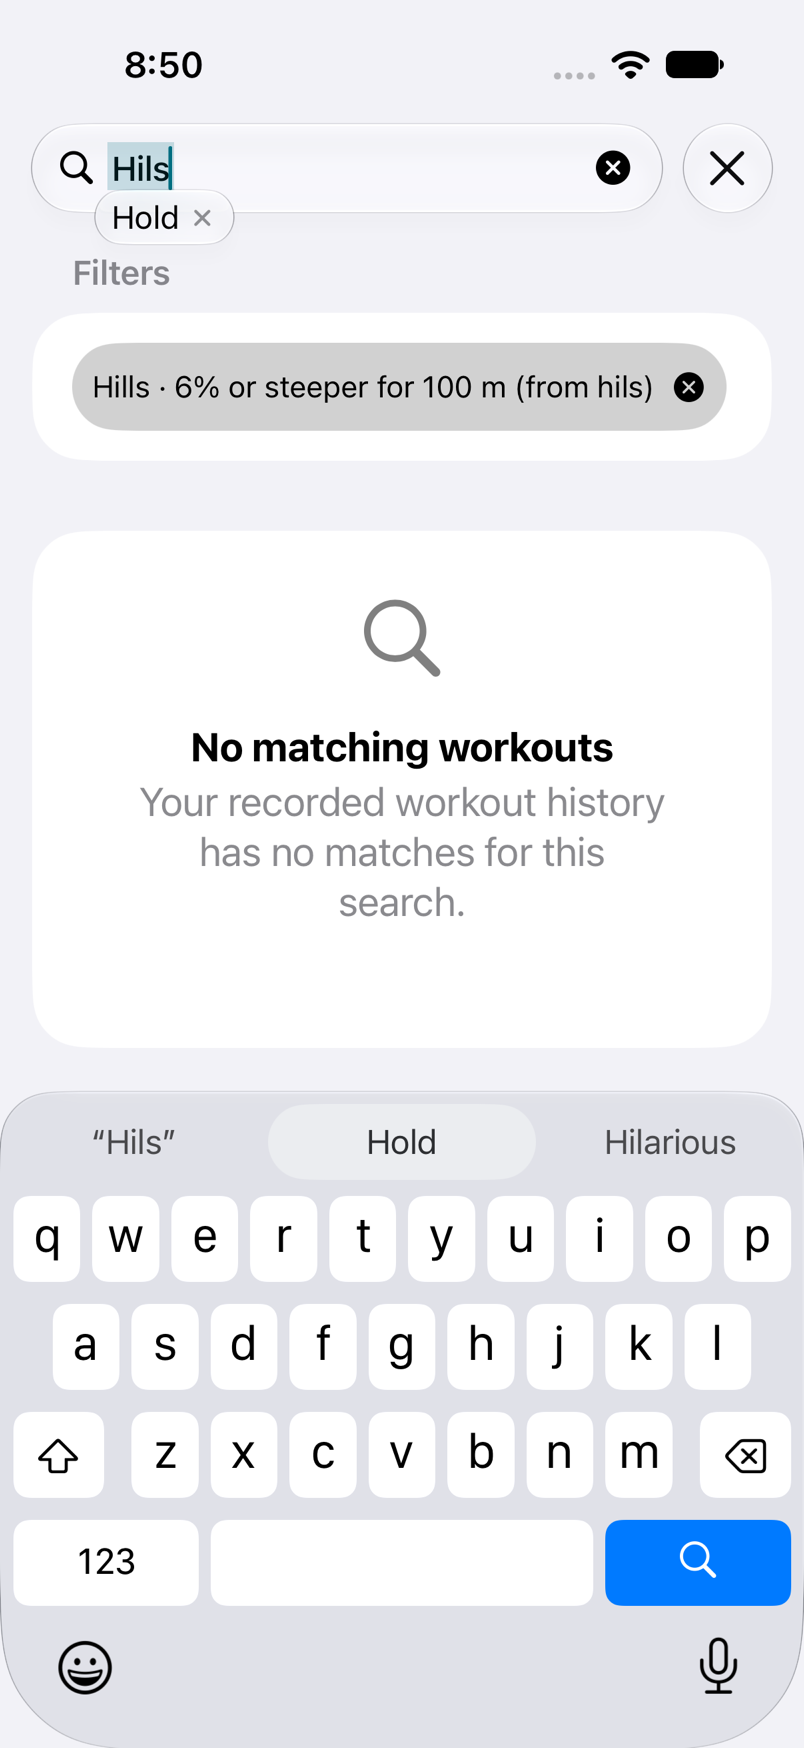 8:50
Hils
Hold
Filters
Hills · 6% or steeper for 100 m (from hils)
No matching workouts
Your recorded workout history
has no matches for this
search.
“Hils” Hold Hilarious
q w e r t y u i o p
a s d f g h j k l
z x c v b n m
123